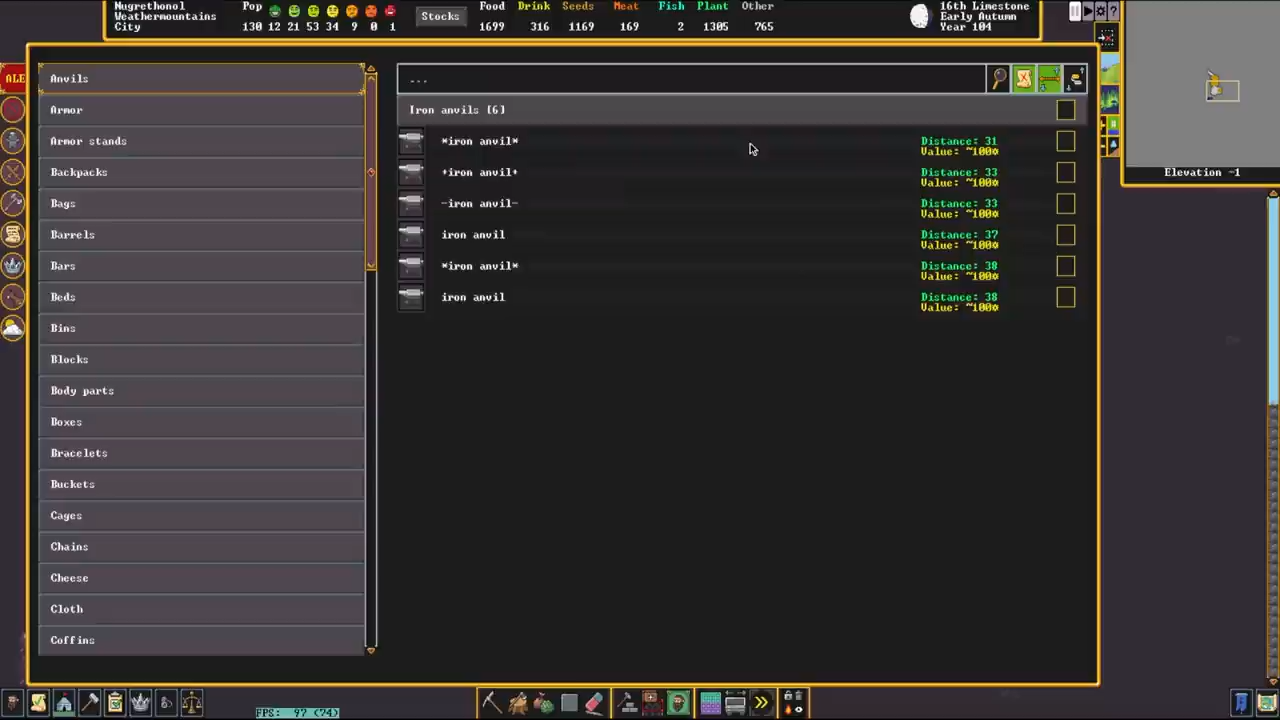 Nugrethonol
Weathermountains
City
Pop
130 12 21 53 34 9 0 1
Stocks
Food Drink Seeds Meat Fish Plant Other
1699 316 1169 169 2 1305 765
16th Limestone
Early Autumn
Year 104
?
ALE
Elevation -1
Anvils
Armor
Armor stands
Backpacks
Bags
Barrels
Bars
Beds
Bins
Blocks
Body parts
Boxes
Bracelets
Buckets
Cages
Chains
Cheese
Cloth
Coffins
...
Iron anvils [6]
*iron anvil*
Distance: 31
Value: ~100☼
+iron anvil+
Distance: 33
Value: ~100☼
-iron anvil-
Distance: 33
Value: ~100☼
iron anvil
Distance: 37
Value: ~100☼
*iron anvil*
Distance: 38
Value: ~100☼
iron anvil
Distance: 38
Value: ~100☼
FPS: 97 (74)